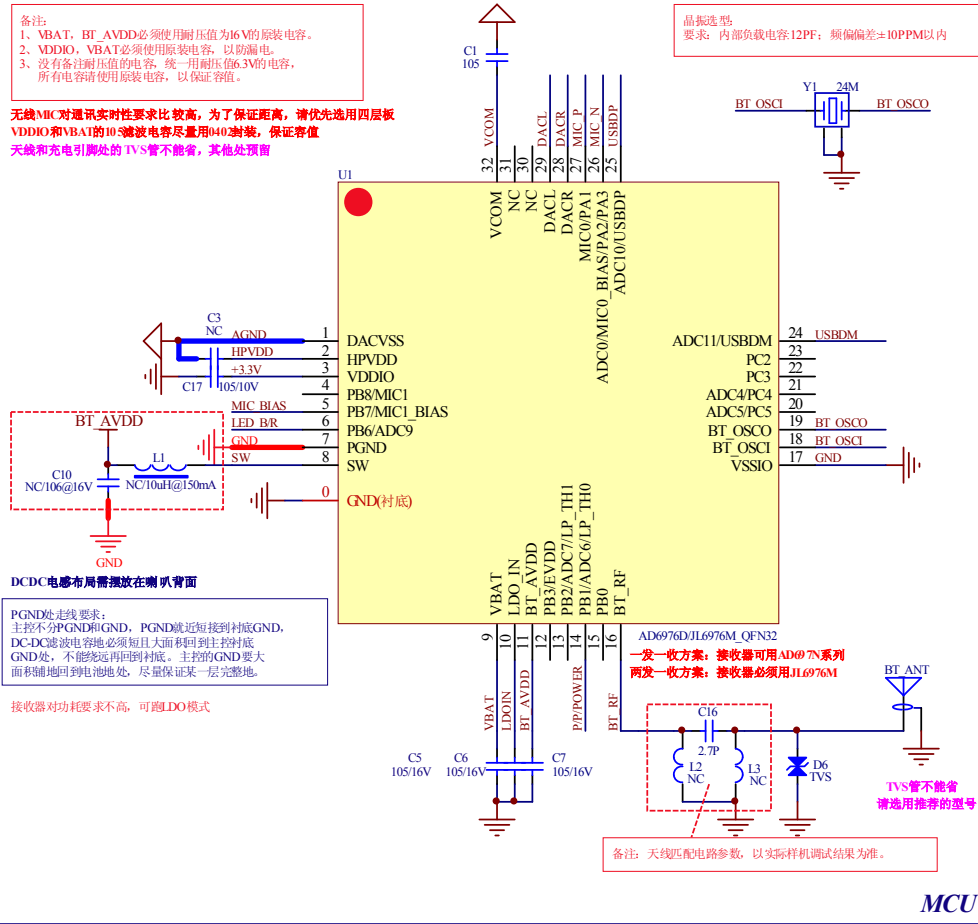 备注:
1、VBAT，BT_AVDD必须使用耐压值为16V的原装电容。
2、VDDIO，VBAT必须使用原装电容，以防漏电。
3、没有备注耐压值的电容，统一用耐压值6.3V的电容，
所有电容请使用原装电容，以保证容值。
无线MIC对通讯实时性要求比较高，为了保证距离，请优先选用四层板
VDDIO和VBAT的105滤波电容尽量用0402封装，保证容值
天线和充电引脚处的TVS管不能省，其他处预留
晶振选型:
要求：内部负载电容:12PF；频偏偏差:±10PPM以内
Y1 24M
BT_OSCI BT_OSCO
C1
105
VCOM DACL DACR MIC_P MIC_N USBDP
32 31 30 29 28 27 26 25
VCOM NC NC DACL DACR MIC0/PA1 ADC0/MIC0_BIAS/PA2/PA3 ADC10/USBDP
U1
C3
NC
AGND 1 DACVSS
HPVDD 2 HPVDD
+3.3V 3 VDDIO
C17 105/10V
4 PB8/MIC1
MIC_BIAS 5 PB7/MIC1_BIAS
LED_B/R 6 PB6/ADC9
GND 7 PGND
SW 8 SW
0 GND(衬底)
BT_AVDD
C10
NC/106@16V
L1
NC/10uH@150mA
GND
ADC11/USBDM 24 USBDM
PC2 23
PC3 22
ADC4/PC4 21
ADC5/PC5 20
BT_OSCO 19 BT_OSCO
BT_OSCI 18 BT_OSCI
VSSIO 17 GND
VBAT LDO_IN BT_AVDD PB3/EVDD PB2/ADC7/LP_TH1 PB1/ADC6/LP_TH0 PB0 BT_RF
9 10 11 12 13 14 15 16
VBAT LDOIN BT_AVDD P/P/POWER BT_RF
AD6976D/JL6976M_QFN32
一发一收方案：接收器可用AD697N系列
两发一收方案：接收器必须用JL6976M
DCDC电感布局需摆放在喇叭背面
PGND处走线要求：
主控不分PGND和GND，PGND就近短接到衬底GND，
DC-DC滤波电容地必须短且大面积回到主控衬底
GND处，不能绕远再回到衬底。主控的GND要大
面积铺地回到电池地处，尽量保证某一层完整地。
接收器对功耗要求不高，可跑LDO模式
C5
105/16V
C6
105/16V
C7
105/16V
C16
2.7P
L2
NC
L3
NC
D6
TVS
BT_ANT
TVS管不能省
请选用推荐的型号
备注：天线匹配电路参数，以实际样机调试结果为准。
MCU